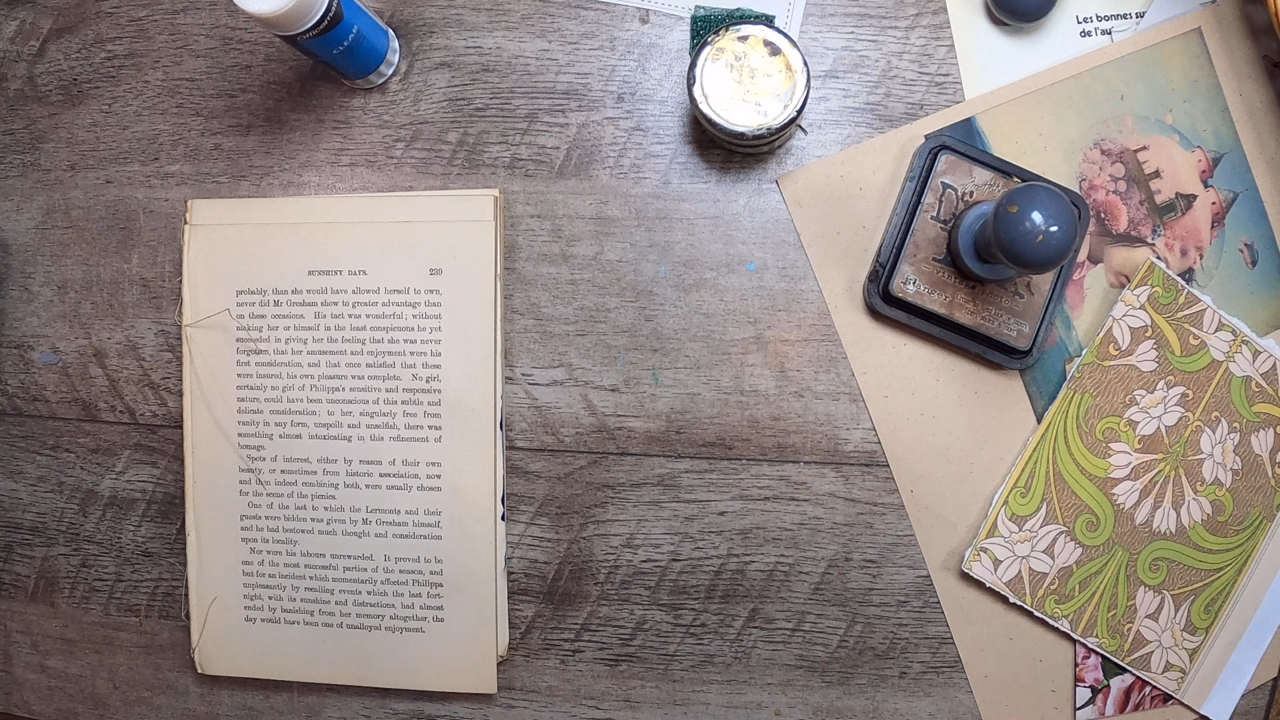 CLEAR
Les bonnes
de l'au
SUNSHINY DAYS. 239
probably, than she would have allowed herself to own,
never did Mr Gresham show to greater advantage than
on these occasions. His tact was wonderful; without
making her or himself in the least conspicuous he yet
succeeded in giving her the feeling that she was never
forgotten, that her amusement and enjoyment were his
first consideration, and that once satisfied that these
were insured, his own pleasure was complete. No girl,
certainly no girl of Philippa's sensitive and responsive
nature, could have been unconscious of this subtle and
delicate consideration; to her, singularly free from
vanity in any form, unspoilt and unselfish, there was
something almost intoxicating in this refinement of
homage.
Spots of interest, either by reason of their own
beauty, or sometimes from historic association, now
and then indeed combining both, were usually chosen
for the scene of the picnics.
One of the last to which the Lermonts and their
guests were bidden was given by Mr Gresham himself,
and he had bestowed much thought and consideration
upon its locality.
Nor were his labours unrewarded. It proved to be
one of the most successful parties of the season, and
but for an incident which momentarily affected Philippa
unpleasantly by recalling events which the last fort-
night, with its sunshine and distractions, had almost
ended by banishing from her memory altogether, the
day would have been one of unalloyed enjoyment.